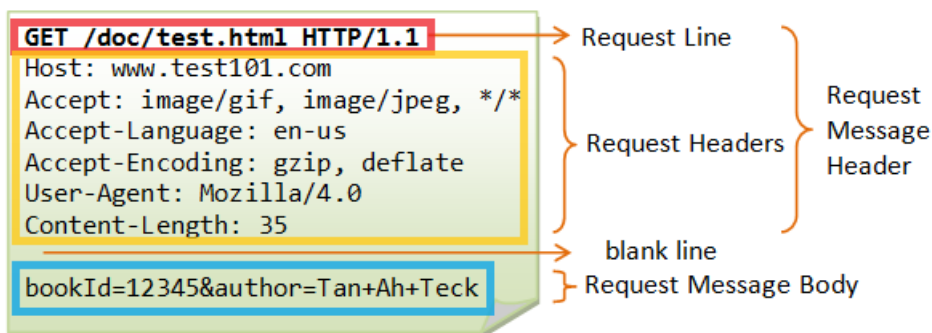 GET /doc/test.html HTTP/1.1
Host: www.test101.com
Accept: image/gif, image/jpeg, */*
Accept-Language: en-us
Accept-Encoding: gzip, deflate
User-Agent: Mozilla/4.0
Content-Length: 35
bookId=12345&author=Tan+Ah+Teck
Request Line
Request Headers
Request
Message
Header
blank line
Request Message Body